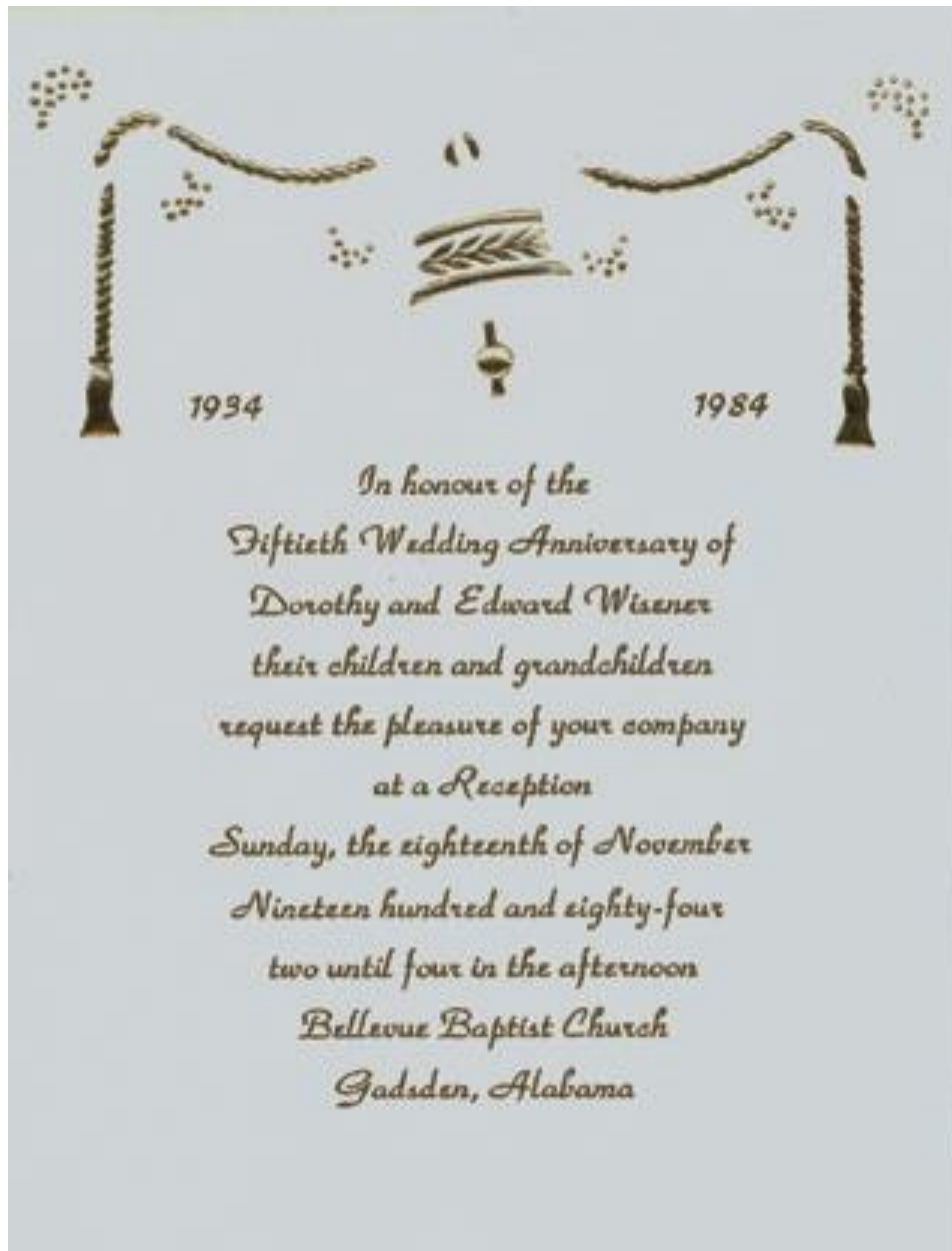 1934 1984
In honour of the
Fiftieth Wedding Anniversary of
Dorothy and Edward Wisener
their children and grandchildren
request the pleasure of your company
at a Reception
Sunday, the eighteenth of November
Nineteen hundred and eighty-four
two until four in the afternoon
Bellevue Baptist Church
Gadsden, Alabama